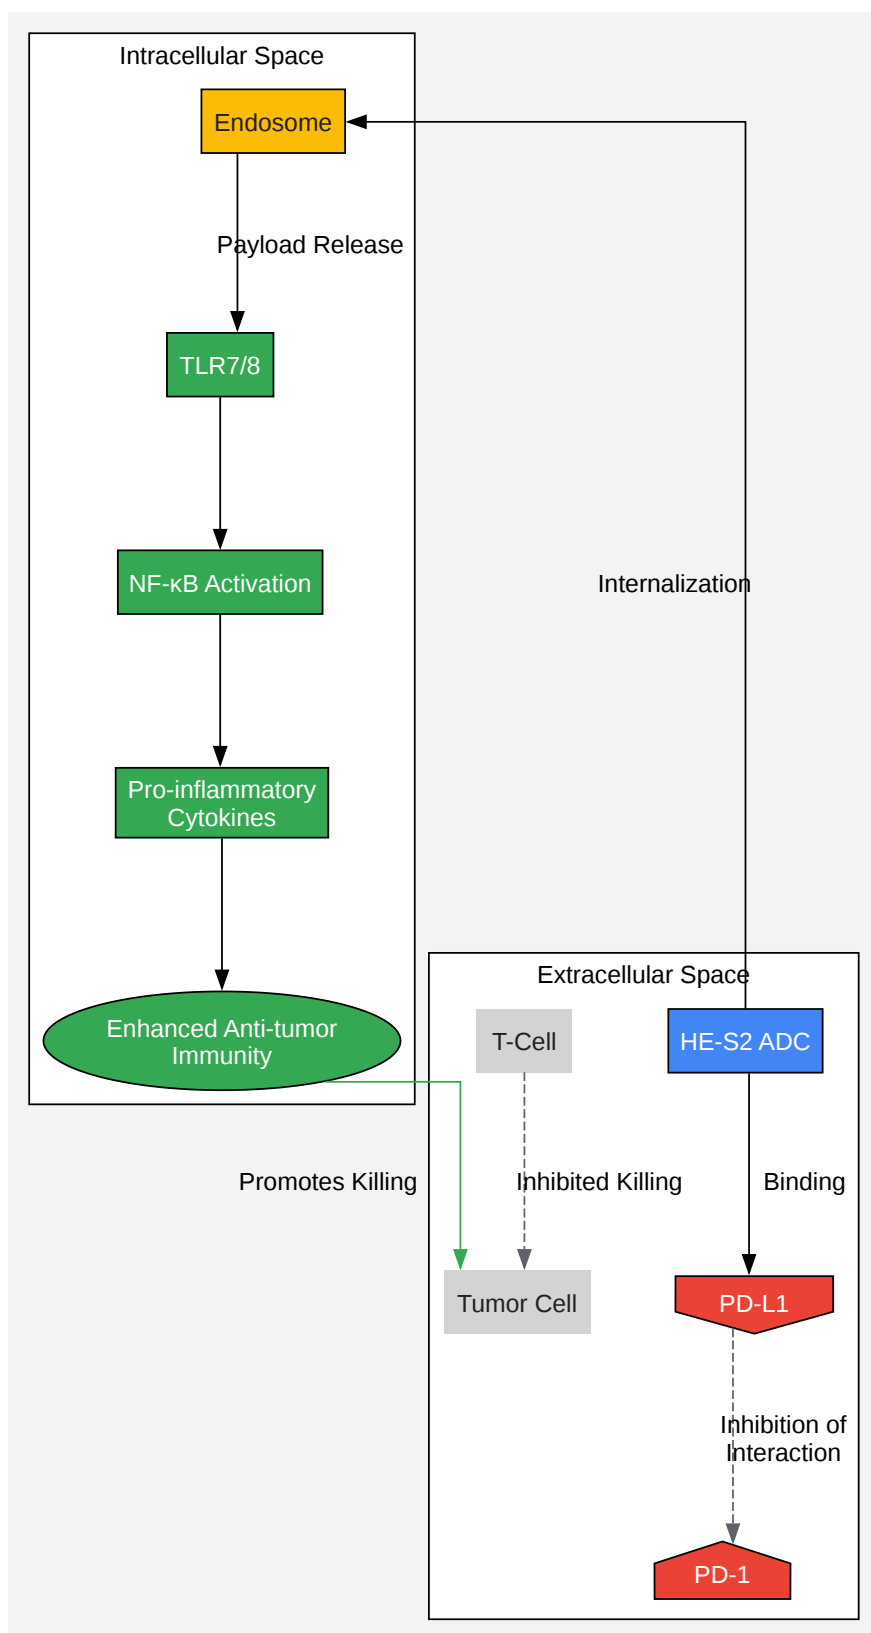 Intracellular Space
Endosome
Payload Release
TLR7/8
NF-κB Activation
Internalization
Pro-inflammatory
Cytokines
Extracellular Space
Enhanced Anti-tumor
Immunity
T-Cell
HE-S2 ADC
Promotes Killing
Inhibited Killing
Binding
Tumor Cell
PD-L1
Inhibition of
Interaction
PD-1